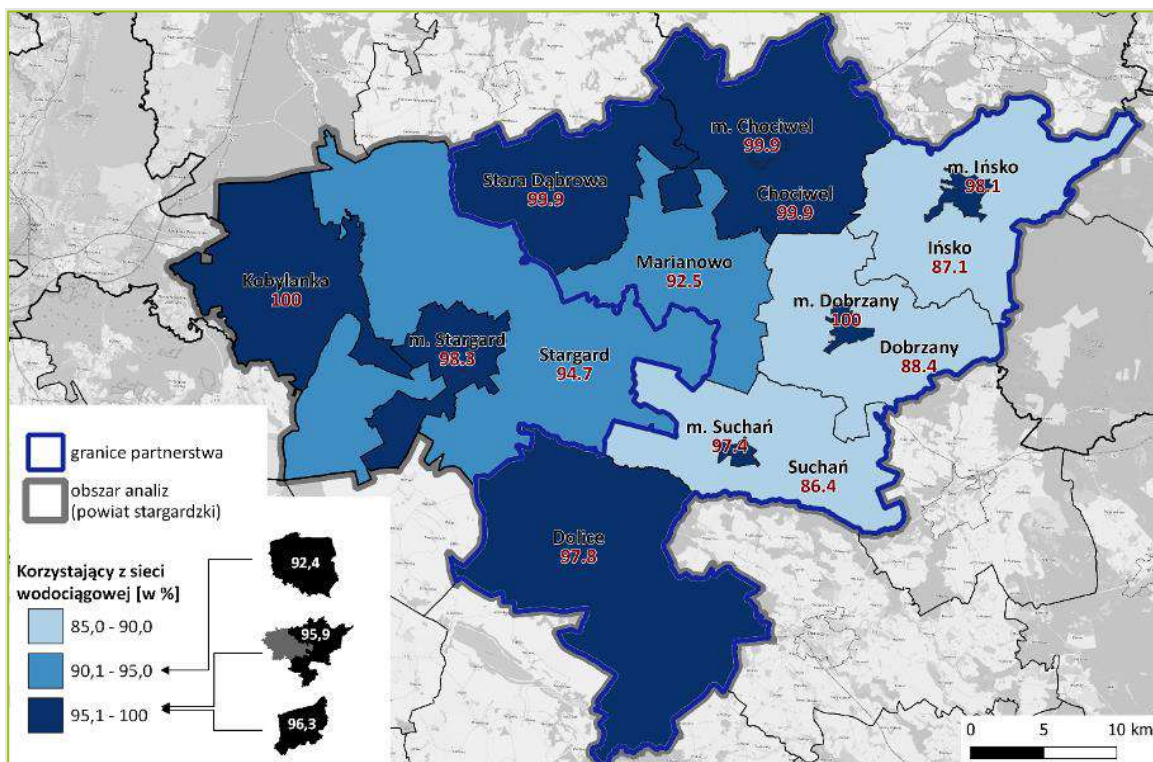 m. Chociwel
99.9
m. Ińsko
98.1
Stara Dąbrowa
99.9
Chociwel
99.9
Ińsko
87.1
Marianowo
92.5
Kobylanka
100
m. Dobrzany
100
m. Stargard
98.3
Stargard
94.7
Dobrzany
88.4
m. Suchań
97.4
Suchań
86.4
Dolice
97.8
granice partnerstwa
obszar analiz
(powiat stargardzki)
Korzystający z sieci
wodociągowej [w %]
85,0 - 90,0
90,1 - 95,0
95,1 - 100
92,4
95,9
96,3
0 5 10 km